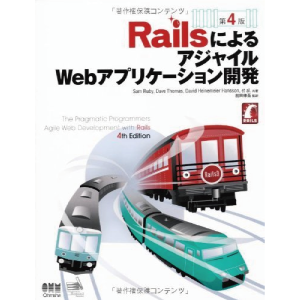 「著作権保護コンテンツ」
第4版
Railsによる
アジャイル
Webアプリケーション開発
Sam Ruby, Dave Thomas, David Heinemeier Hansson,
The Pragmatic Programmers
Agile Web Development with Rails
4th Edition
Ohmsha
「著作権保護コンテンツ」